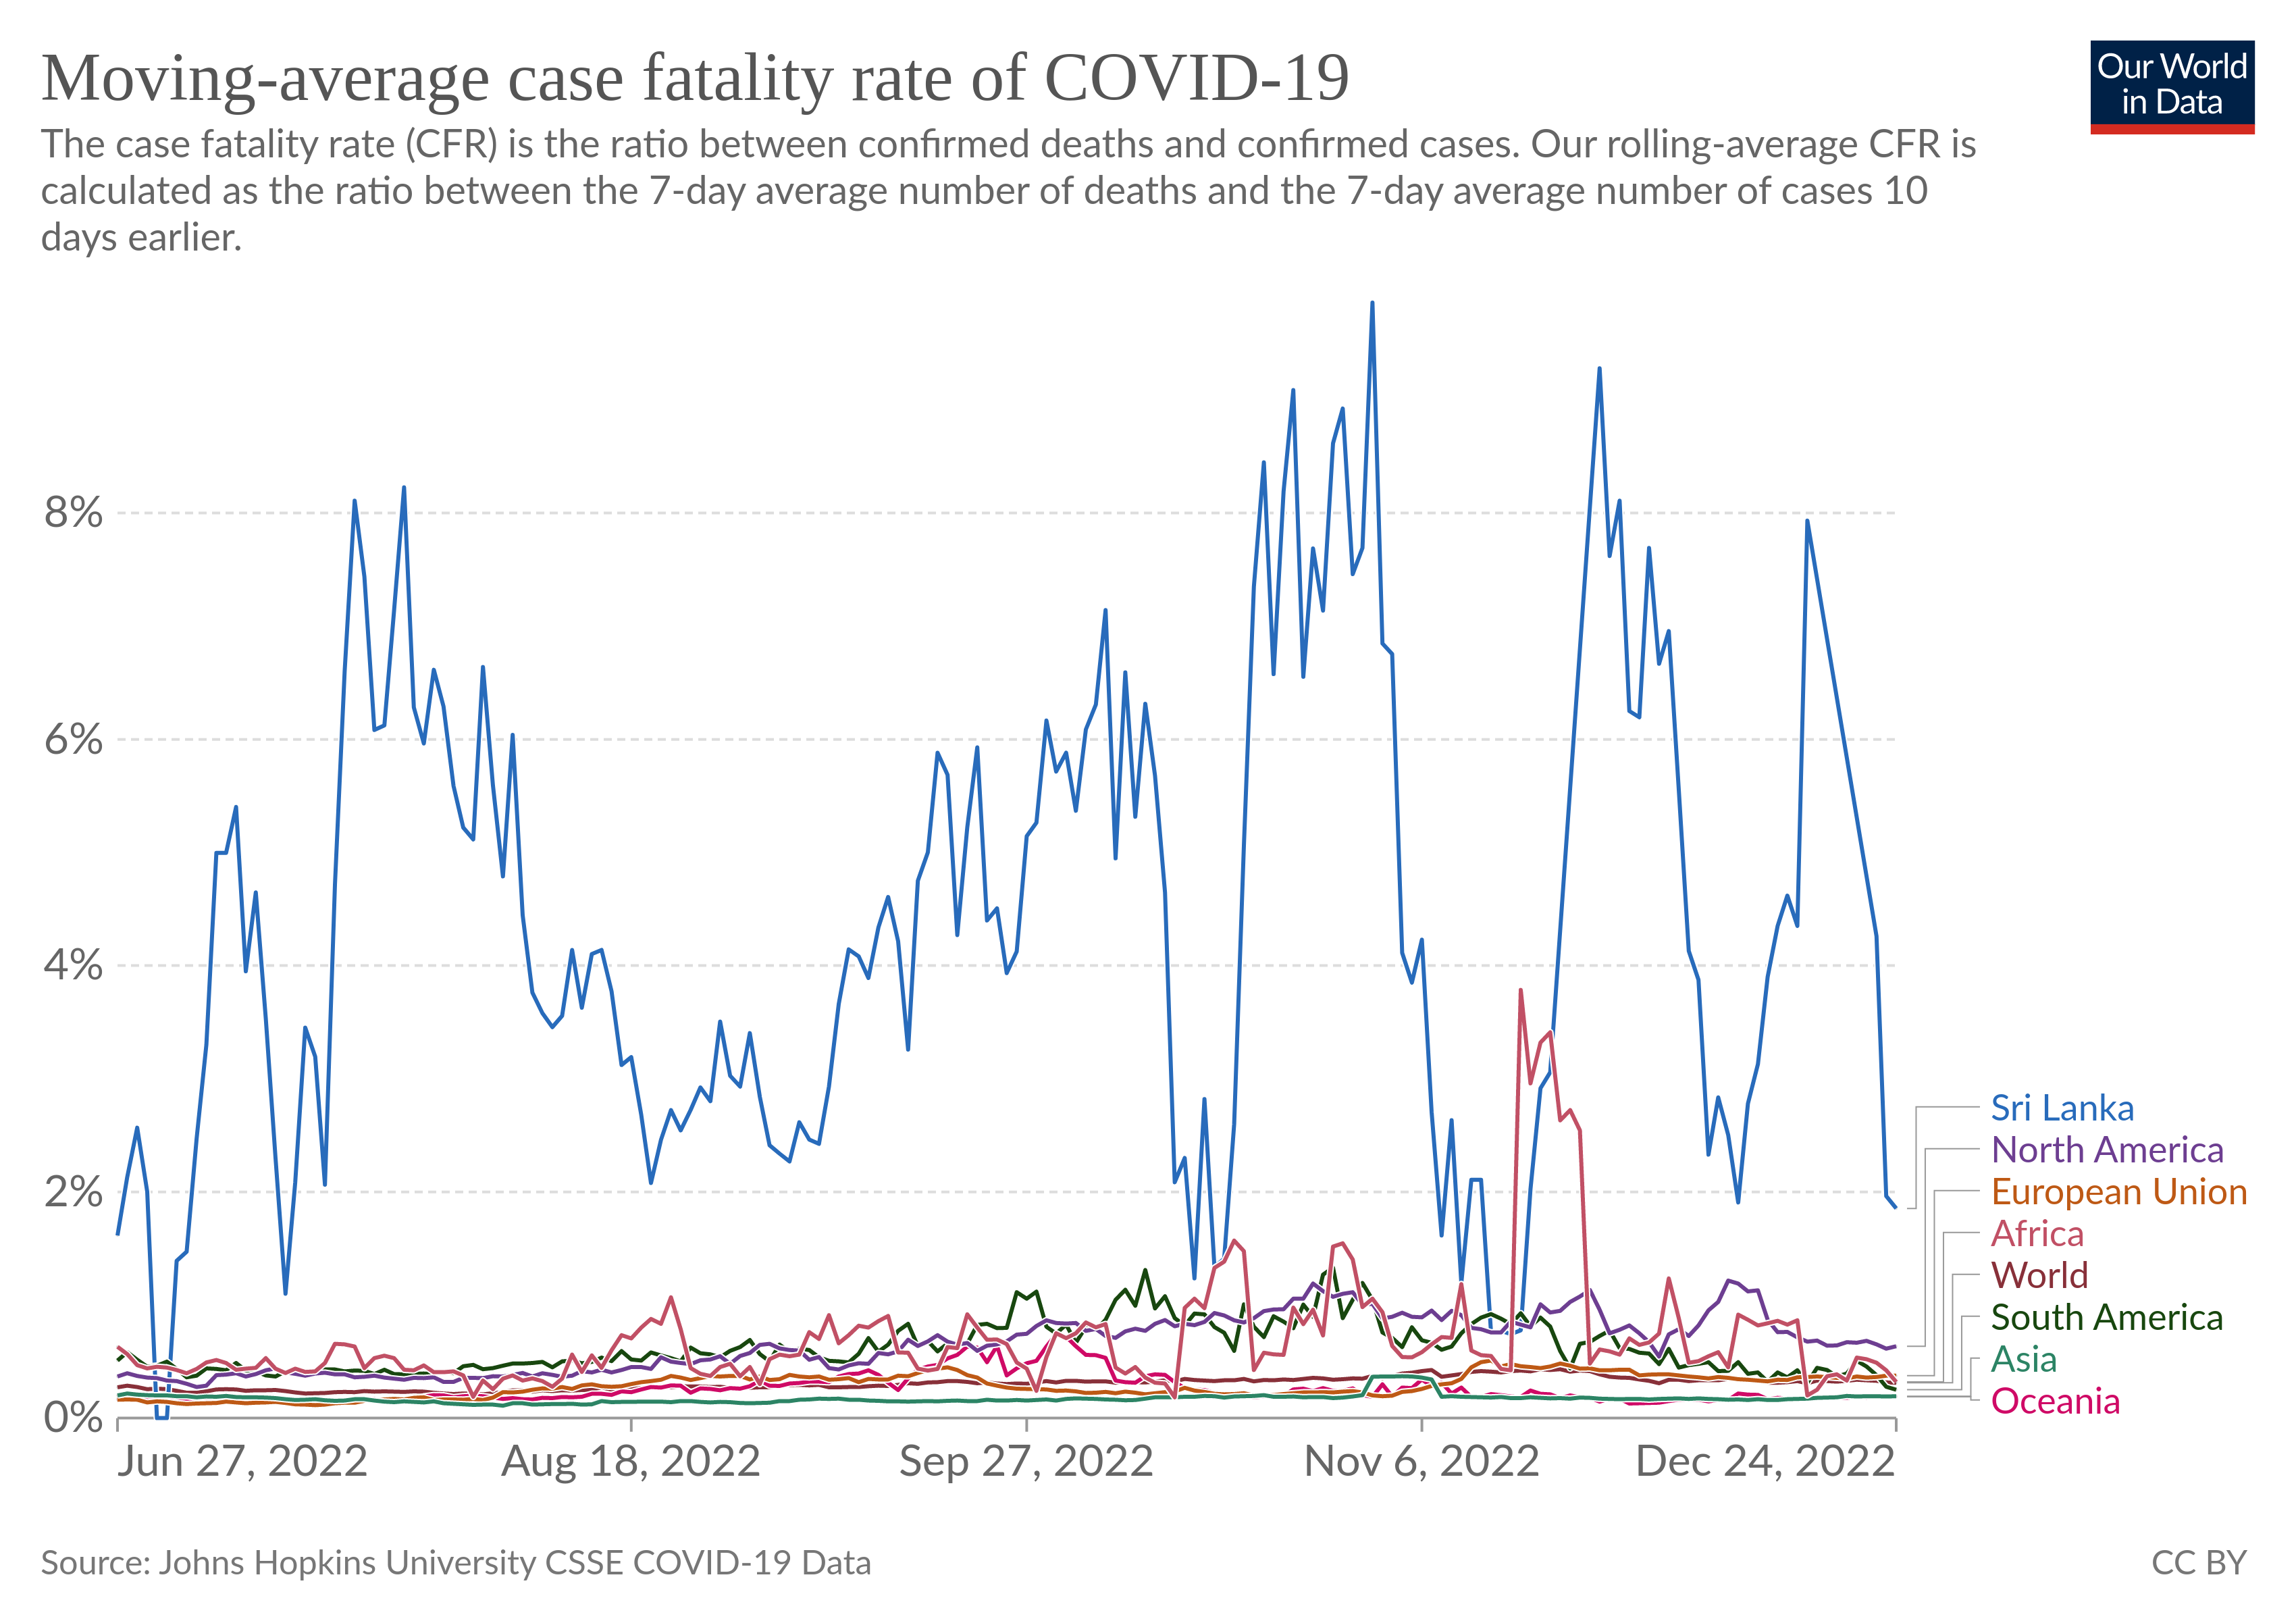 Moving-average case fatality rate of COVID-19
Our World
in Data
The case fatality rate (CFR) is the ratio between confirmed deaths and confirmed cases. Our rolling-average CFR is
calculated as the ratio between the 7-day average number of deaths and the 7-day average number of cases 10
days earlier.
8%
6%
4%
2%
0%
Sri Lanka
North America
European Union
Africa
World
South America
Asia
Oceania
Jun 27, 2022
Aug 18, 2022
Sep 27, 2022
Nov 6, 2022
Dec 24, 2022
Source: Johns Hopkins University CSSE COVID-19 Data
CC BY